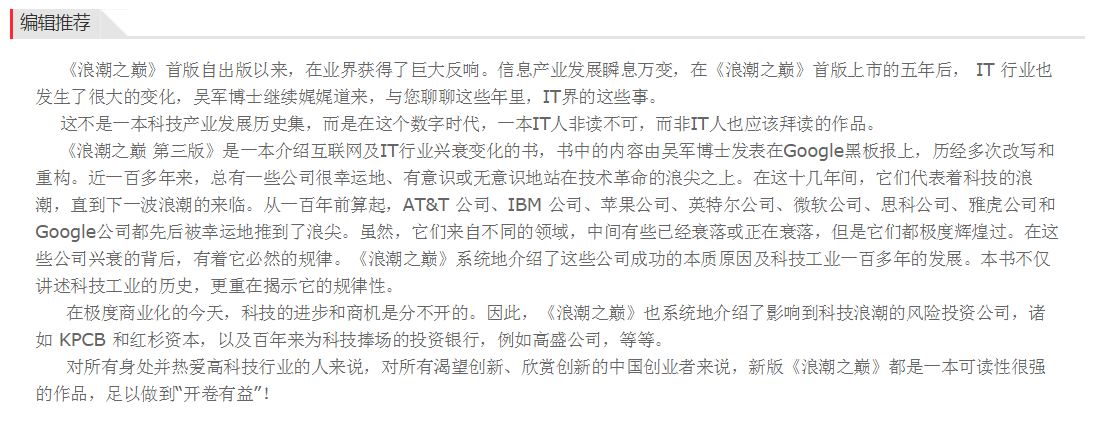 编辑推荐
《浪潮之巅》首版自出版以来，在业界获得了巨大反响。信息产业发展瞬息万变，在《浪潮之巅》首版上市的五年后， IT 行业也
发生了很大的变化，吴军博士继续娓娓道来，与您聊聊这些年里，IT界的这些事。
这不是一本科技产业发展历史集，而是在这个数字时代，一本IT人非读不可，而非IT人也应该拜读的作品。
《浪潮之巅 第三版》是一本介绍互联网及IT行业兴衰变化的书，书中的内容由吴军博士发表在Google黑板报上，历经多次改写和
重构。近一百多年来，总有一些公司很幸运地、有意识或无意识地站在技术革命的浪尖之上。在这十几年间，它们代表着科技的浪
潮，直到下一波浪潮的来临。从一百年前算起，AT&T 公司、IBM 公司、苹果公司、英特尔公司、微软公司、思科公司、雅虎公司和
Google公司都先后被幸运地推到了浪尖。虽然，它们来自不同的领域，中间有些已经衰落或正在衰落，但是它们都极度辉煌过。在这
些公司兴衰的背后，有着它必然的规律。《浪潮之巅》系统地介绍了这些公司成功的本质原因及科技工业一百多年的发展。本书不仅
讲述科技工业的历史，更重在揭示它的规律性。
在极度商业化的今天，科技的进步和商机是分不开的。因此，《浪潮之巅》也系统地介绍了影响到科技浪潮的风险投资公司，诸
如 KPCB 和红杉资本，以及百年来为科技捧场的投资银行，例如高盛公司，等等。
对所有身处并热爱高科技行业的人来说，对所有渴望创新、欣赏创新的中国创业者来说，新版《浪潮之巅》都是一本可读性很强
的作品，足以做到“开卷有益”！